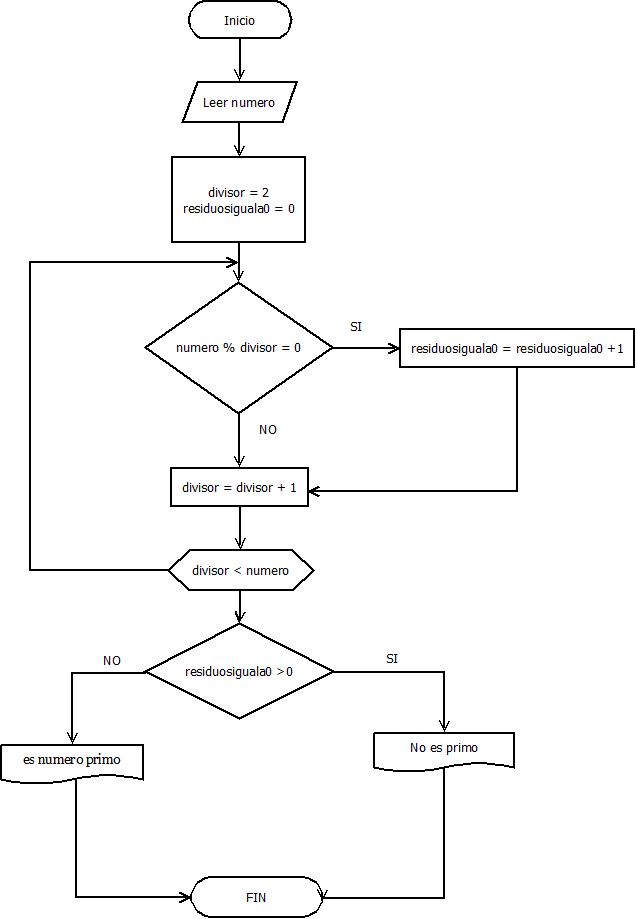 Inicio
Leer numero
divisor = 2
residuosiguala0 = 0
numero % divisor = 0
SI
residuosiguala0 = residuosiguala0 +1
NO
divisor = divisor + 1
divisor < numero
residuosiguala0 >0
NO
SI
es numero primo
No es primo
FIN